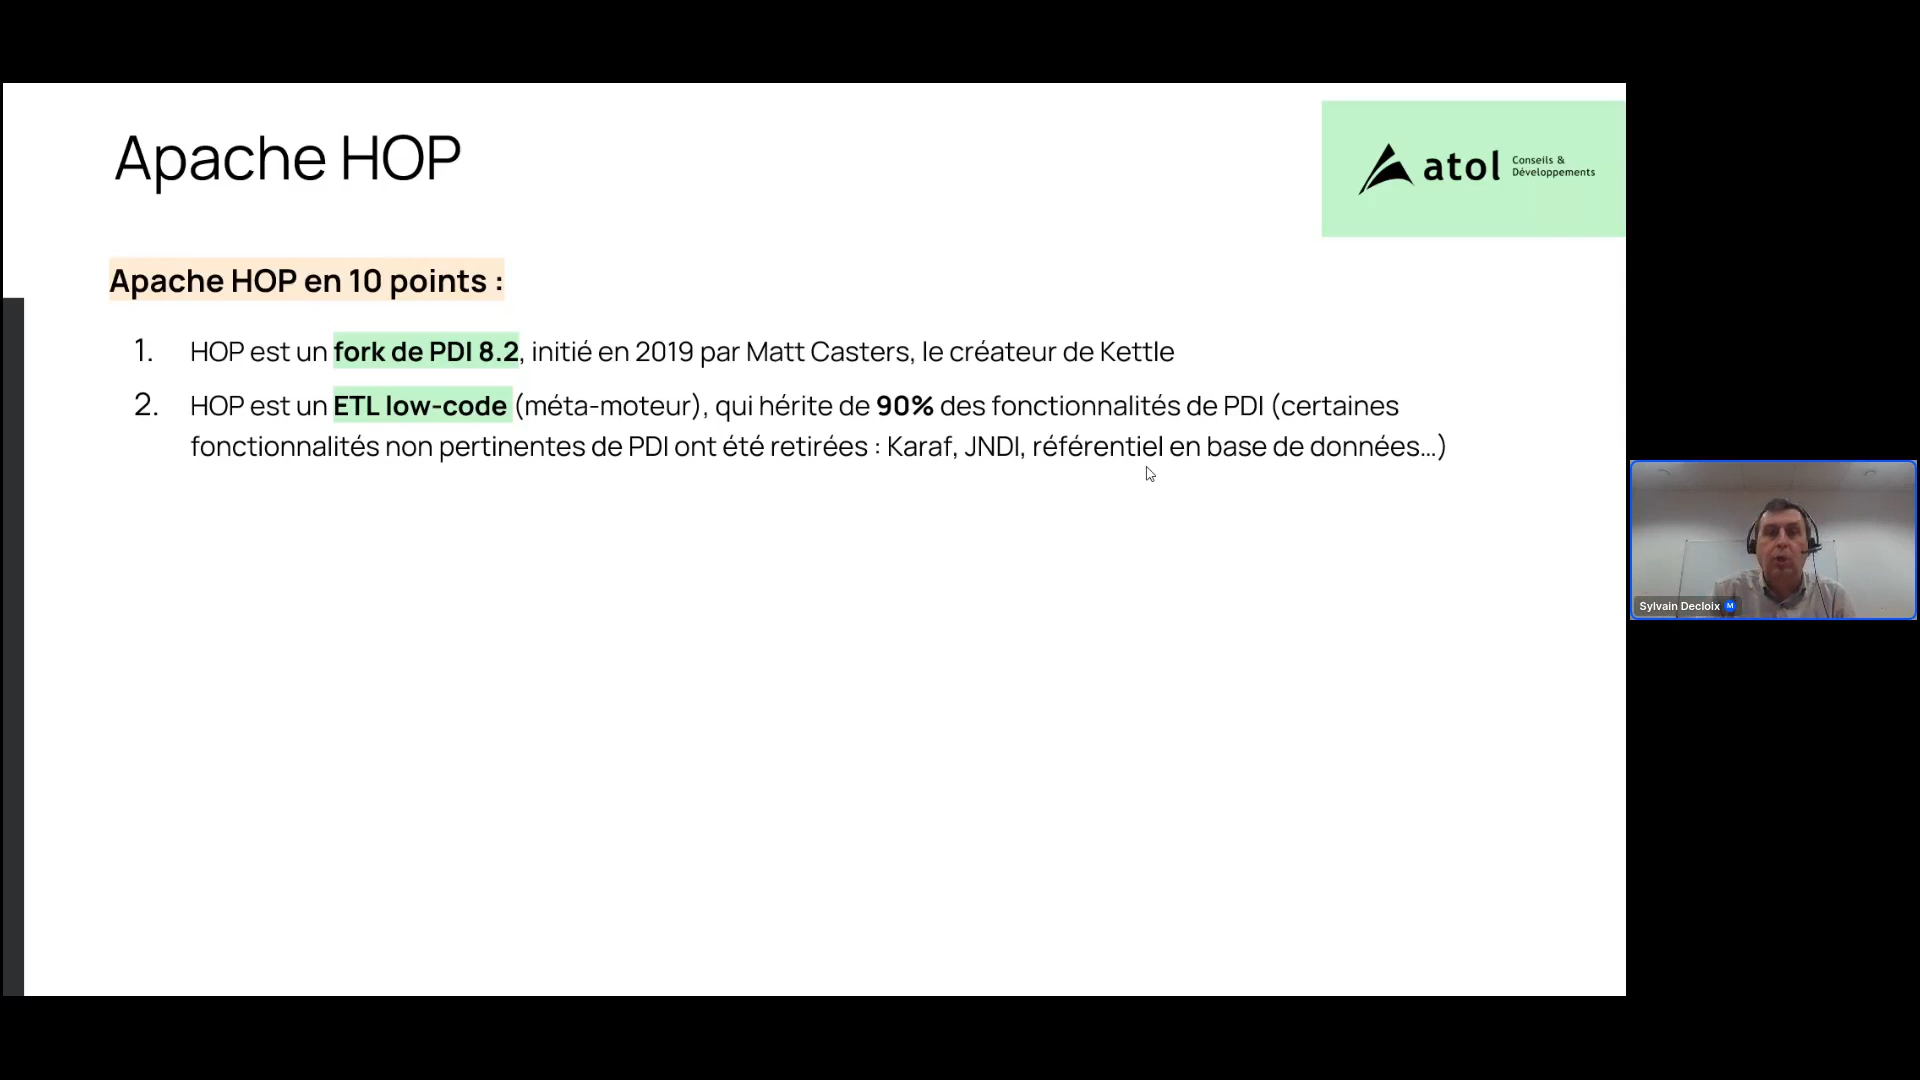 Apache HOP
atol Conseils &
Développements
Apache HOP en 10 points :
1. HOP est un fork de PDI 8.2, initié en 2019 par Matt Casters, le créateur de Kettle
2. HOP est un ETL low-code (méta-moteur), qui hérite de 90% des fonctionnalités de PDI (certaines
fonctionnalités non pertinentes de PDI ont été retirées : Karaf, JNDI, référentiel en base de données...)
Sylvain Decloix M